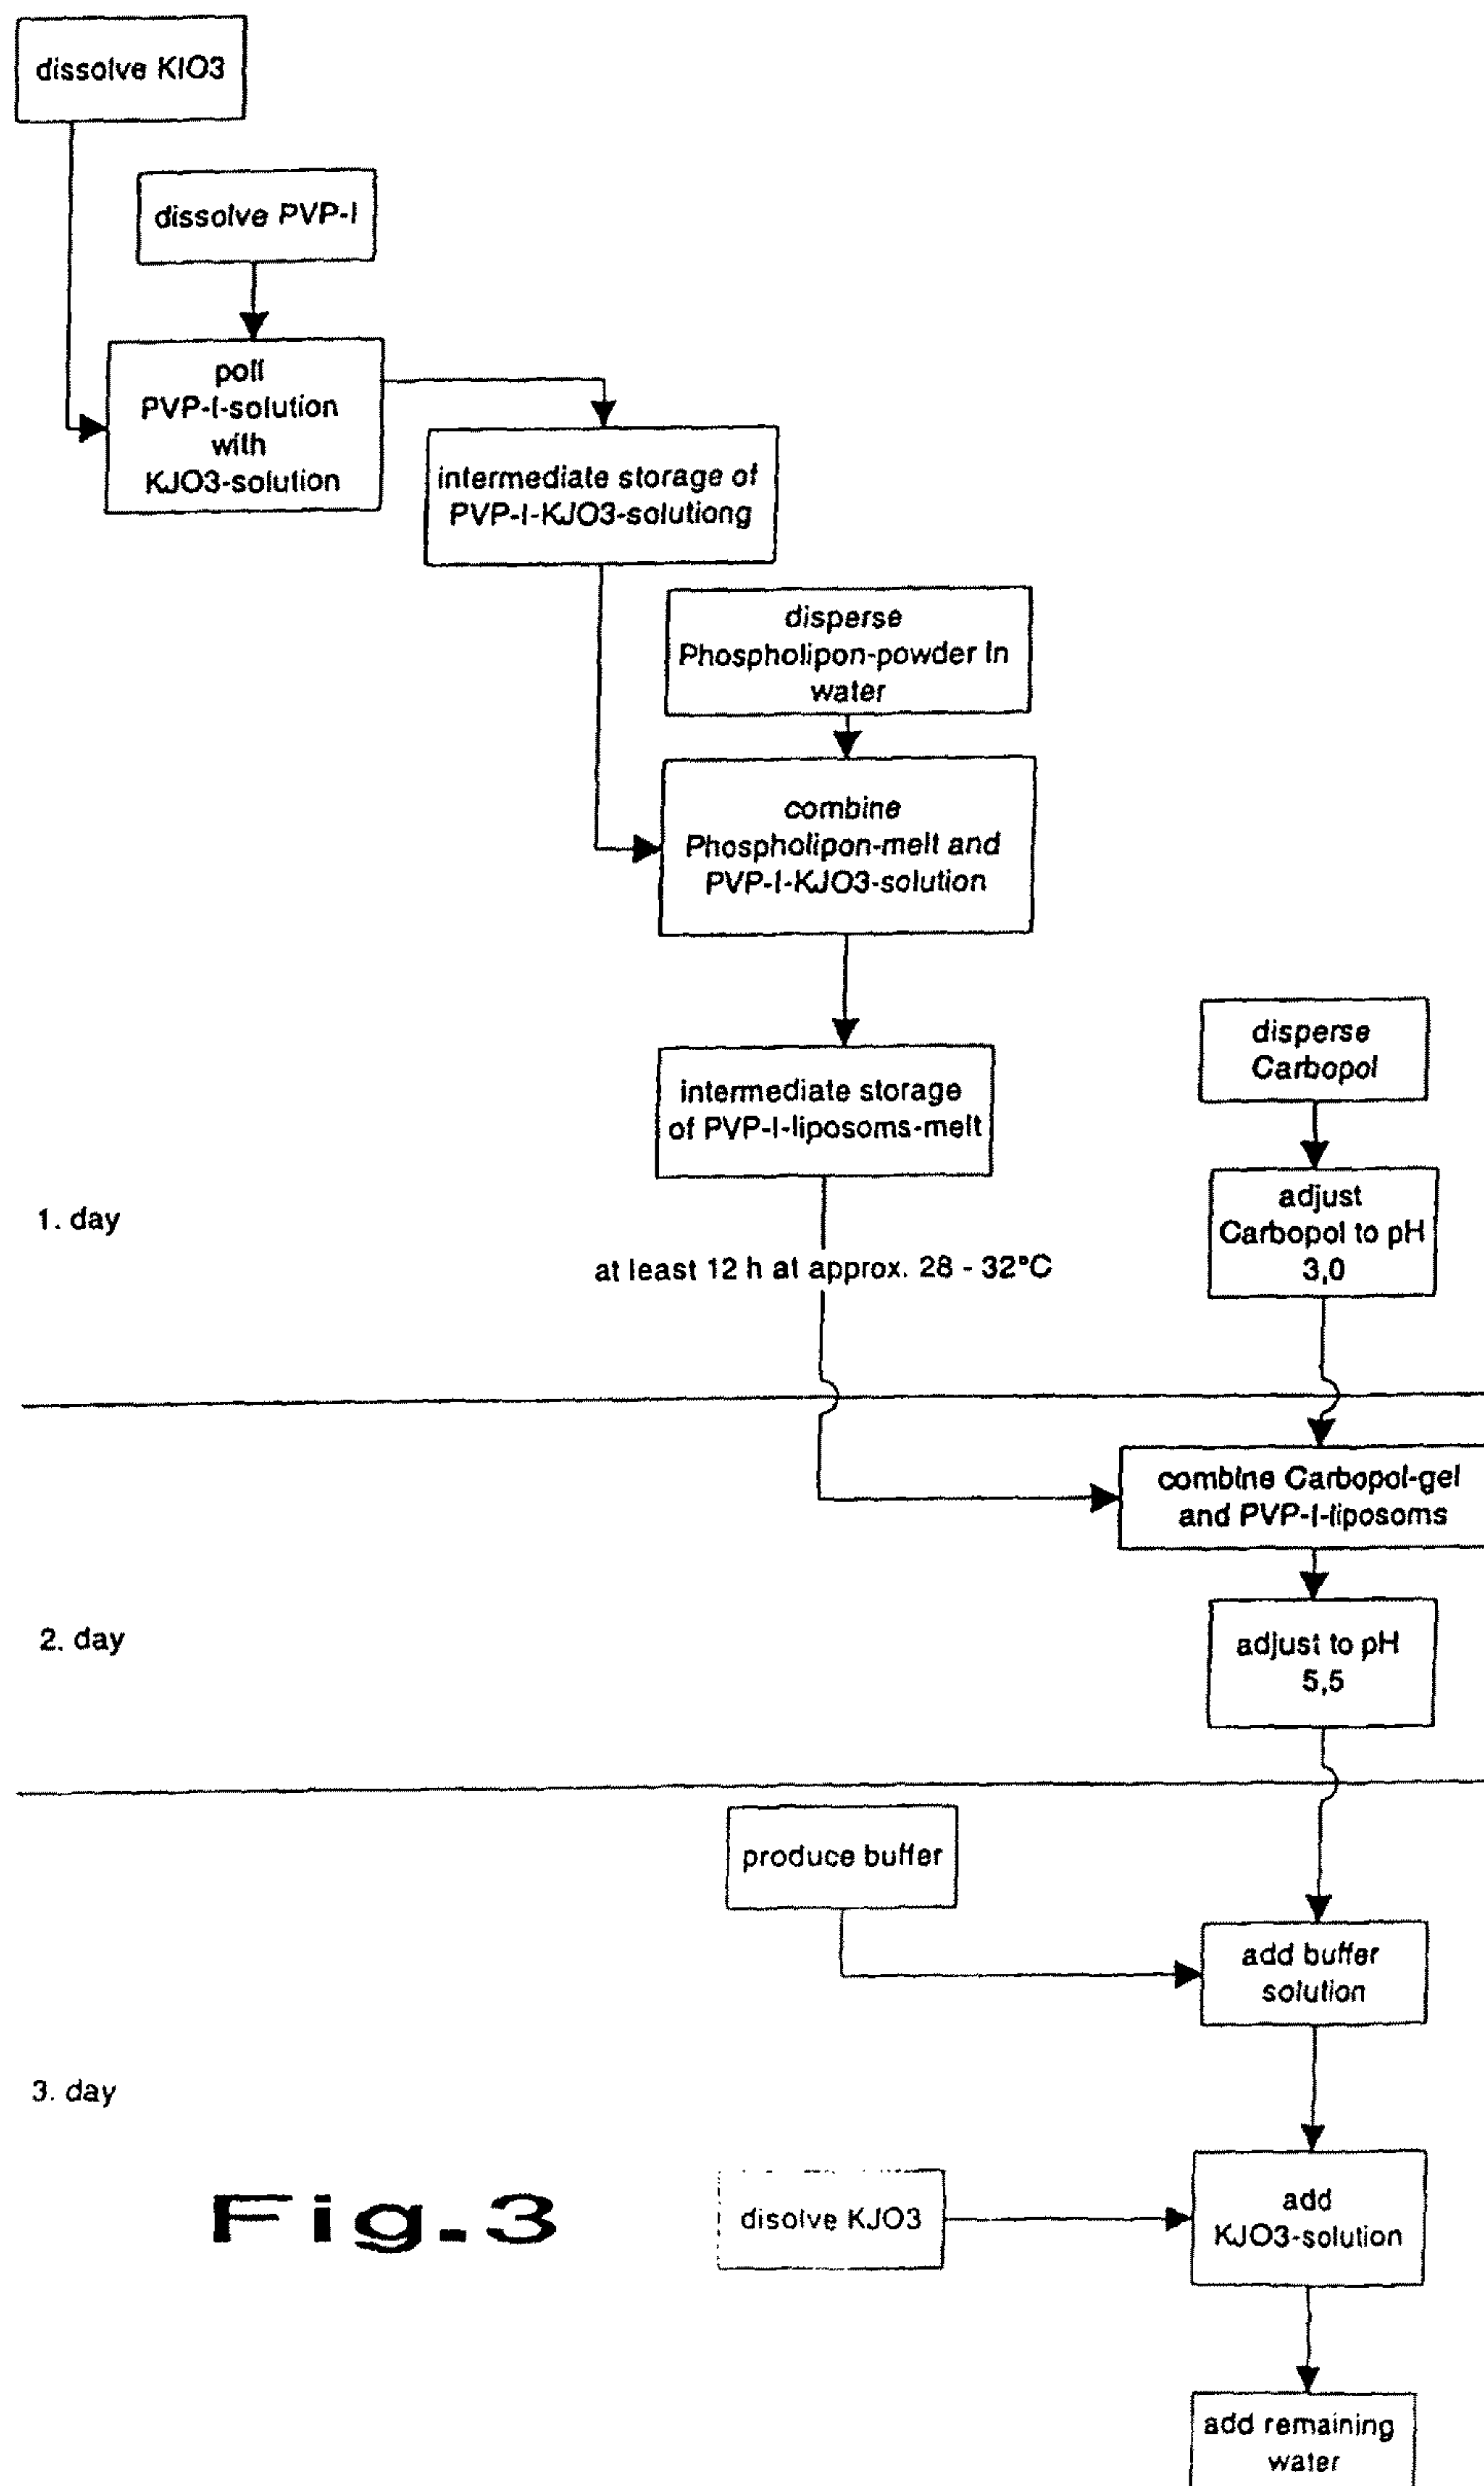 dissolve KIO3
dissolve PVP-I
poll
PVP-I-solution
with
KJO3-solution
intermediate storage of
PVP-I-KJO3-solutiong
disperse
Phospholipon-powder in
water
combine
Phospholipon-melt and
PVP-I-KJO3-solution
intermediate storage
of PVP-I-liposoms-melt
disperse
Carbopol
adjust
Carbopol to pH
3,0
1. day
at least 12 h at approx. 28 - 32°C
combine Carbopol-gel
and PVP-I-liposoms
2. day
adjust to pH
5,5
produce buffer
add buffer
solution
3. day
disolve KJO3
add
KJO3-solution
Fig.3
add remaining
water